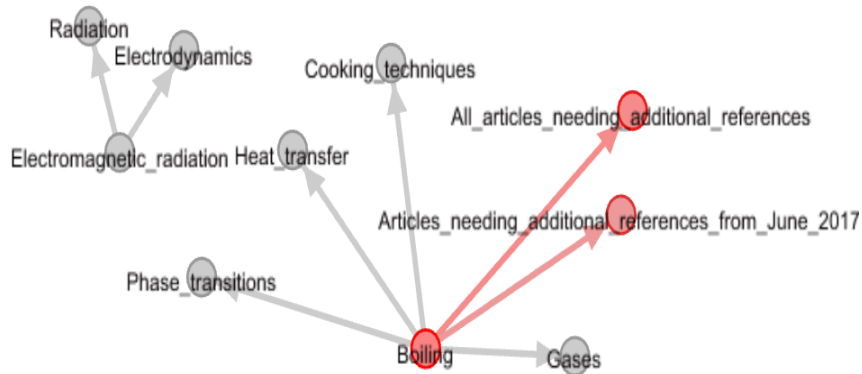 Radiation
Electrodynamics
Cooking_techniques
All_articles_needing_additional_references
Electromagnetic_radiation
Heat_transfer
Articles_needing_additional_references_from_June_2017
Phase_transitions
Boiling
Gases